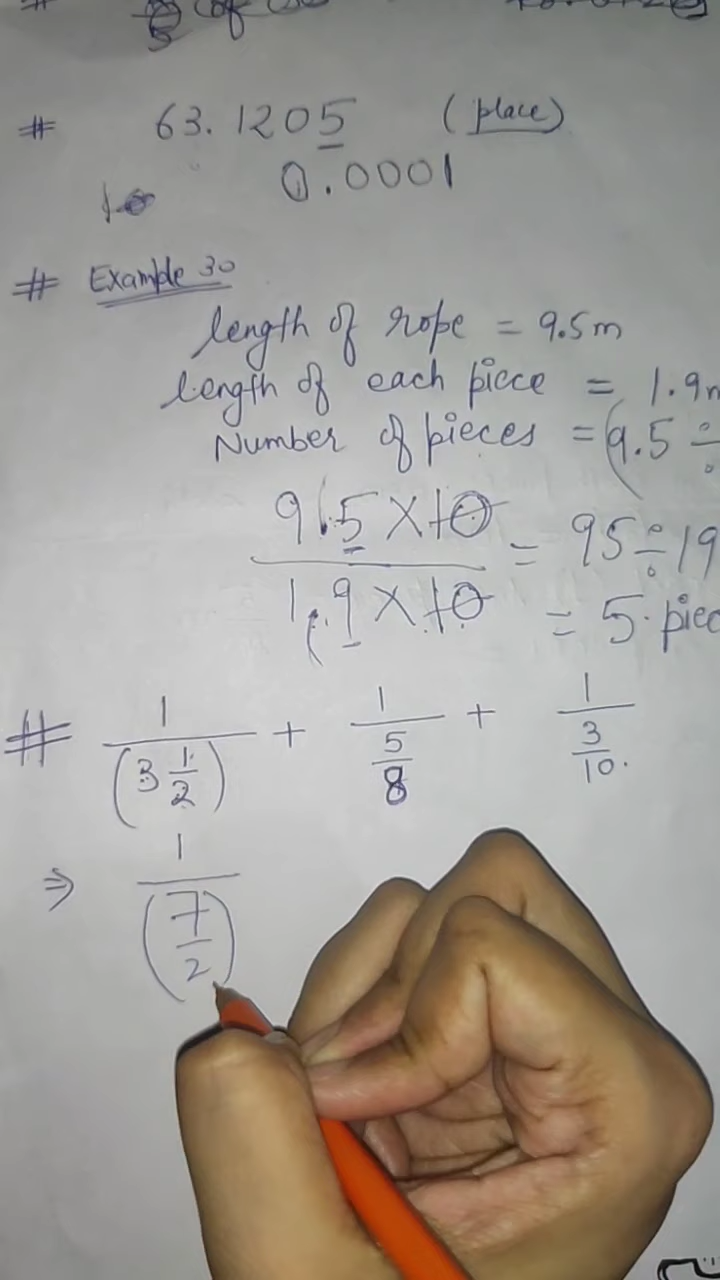 # 63.1205 (place)
0.0001
# Example 30
length of rope = 9.5m
length of each piece = 1.9m
Number of pieces = (9.5 ÷
9.5 × 10 / 1.9 × 10 = 95 ÷ 19
= 5 piec
# 1/(3 1/2) + 1/(5/8) + 1/(3/10).
⇒ 1/(7/2)